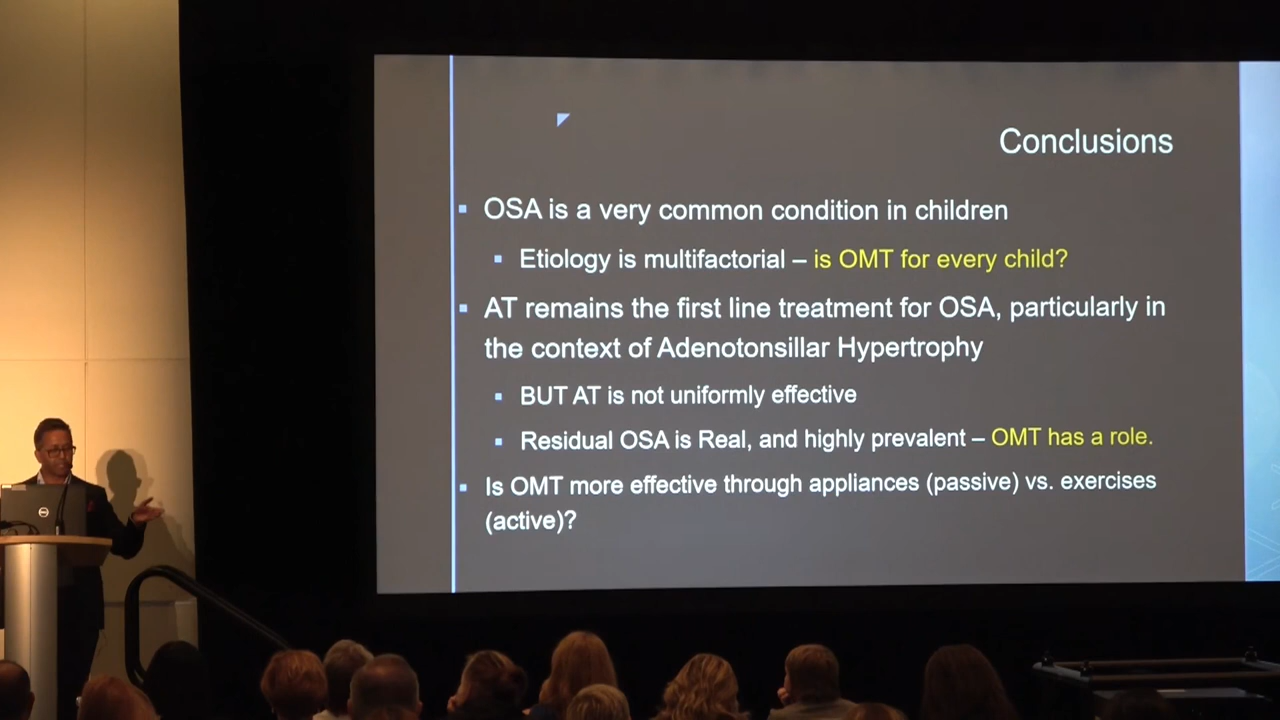 Conclusions
OSA is a very common condition in children
Etiology is multifactorial – is OMT for every child?
AT remains the first line treatment for OSA, particularly in
the context of Adenotonsillar Hypertrophy
BUT AT is not uniformly effective
Residual OSA is Real, and highly prevalent – OMT has a role.
Is OMT more effective through appliances (passive) vs. exercises
(active)?
DELL